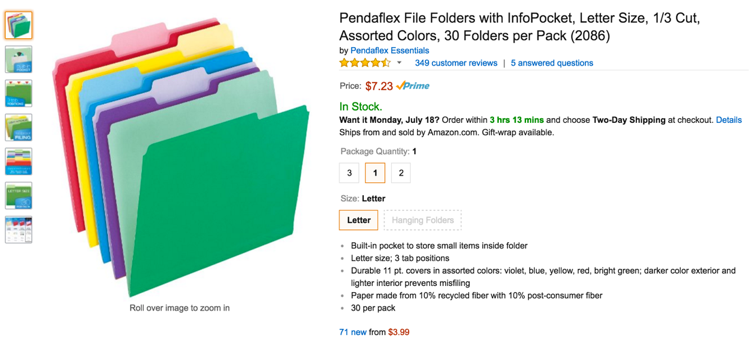 Pendaflex File Folders with InfoPocket, Letter Size, 1/3 Cut,
Assorted Colors, 30 Folders per Pack (2086)
by Pendaflex Essentials
349 customer reviews | 5 answered questions
Price: $7.23 Prime
In Stock.
Want it Monday, July 18? Order within 3 hrs 13 mins and choose Two-Day Shipping at checkout. Details
Ships from and sold by Amazon.com. Gift-wrap available.
Package Quantity: 1
3 1 2
Size: Letter
Letter Hanging Folders
• Built-in pocket to store small items inside folder
• Letter size; 3 tab positions
• Durable 11 pt. covers in assorted colors: violet, blue, yellow, red, bright green; darker color exterior and
lighter interior prevents misfiling
• Paper made from 10% recycled fiber with 10% post-consumer fiber
• 30 per pack
71 new from $3.99
Roll over image to zoom in